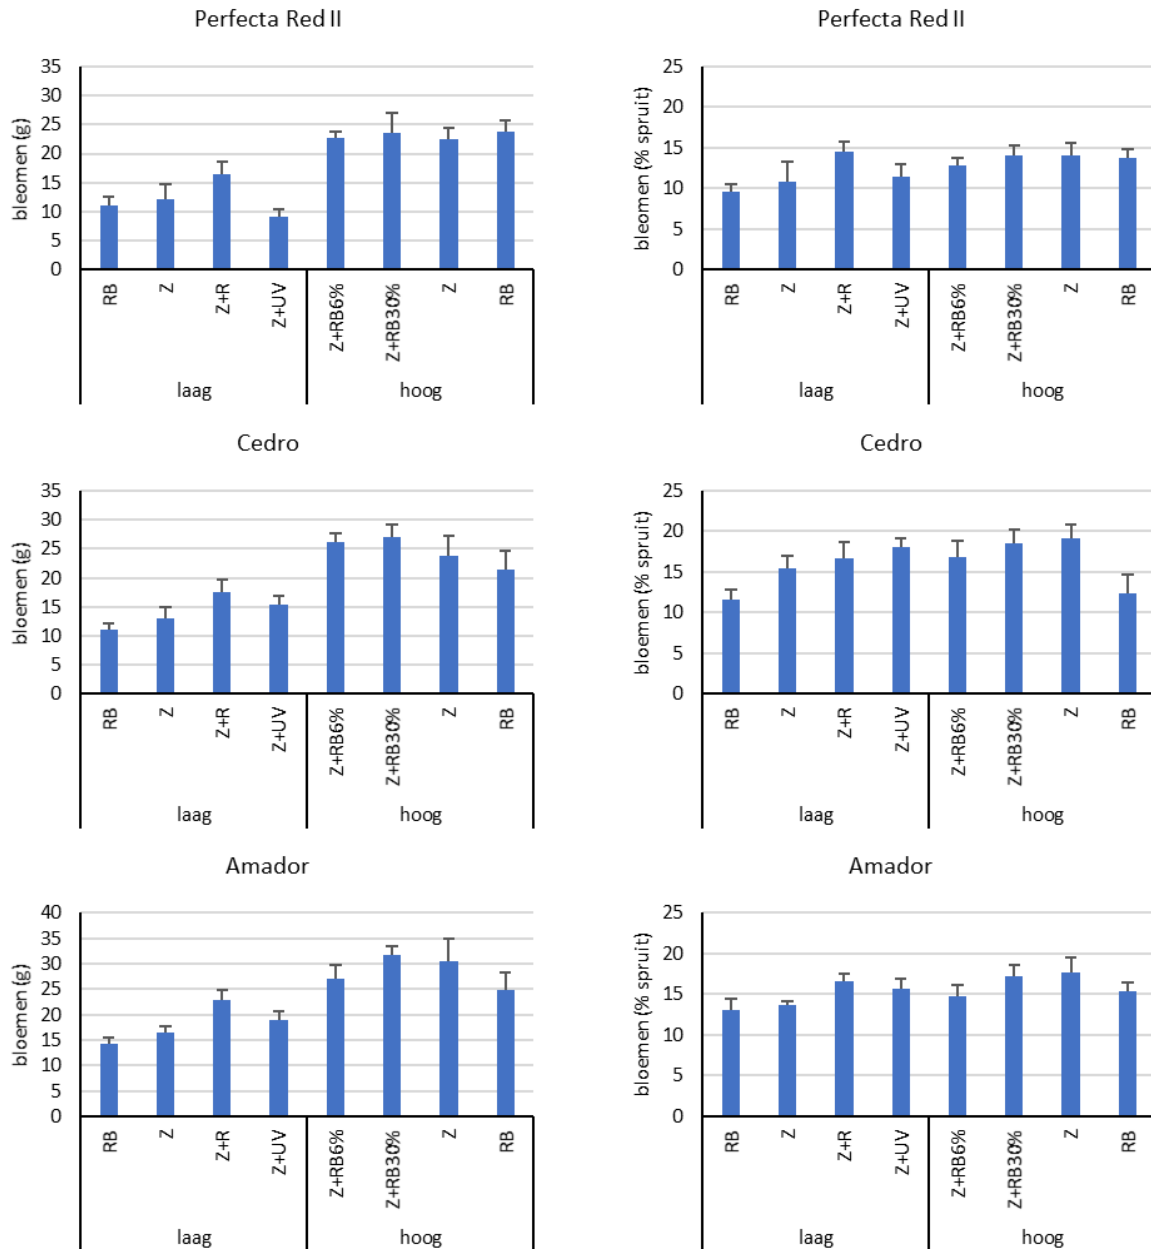 Perfecta Red II
bleomen (g)
35
30
25
20
15
10
5
0
RB
Z
Z+R
Z+UV
Z+RB6%
Z+RB30%
Z
RB
laag
hoog
Perfecta Red II
bleomen (% spruit)
25
20
15
10
5
0
RB
Z
Z+R
Z+UV
Z+RB6%
Z+RB30%
Z
RB
laag
hoog
Cedro
bloemen (g)
35
30
25
20
15
10
5
0
RB
Z
Z+R
Z+UV
Z+RB6%
Z+RB30%
Z
RB
laag
hoog
Cedro
bloemen (% spruit)
25
20
15
10
5
0
RB
Z
Z+R
Z+UV
Z+RB6%
Z+RB30%
Z
RB
laag
hoog
Amador
bloemen (g)
40
35
30
25
20
15
10
5
0
RB
Z
Z+R
Z+UV
Z+RB6%
Z+RB30%
Z
RB
laag
hoog
Amador
bloemen (% spruit)
25
20
15
10
5
0
RB
Z
Z+R
Z+UV
Z+RB6%
Z+RB30%
Z
RB
laag
hoog